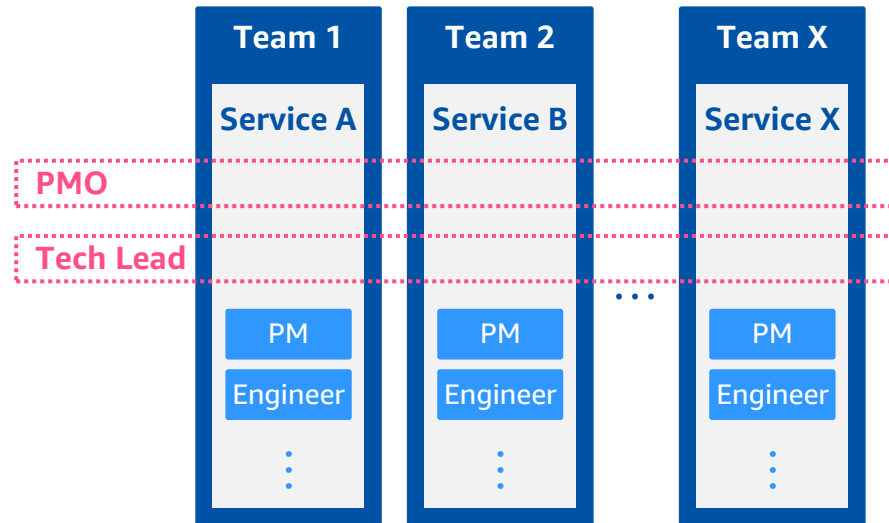 Team 1
Team 2
Team X
Service A
Service B
Service X
PMO
Tech Lead
...
PM
PM
PM
Engineer
Engineer
Engineer